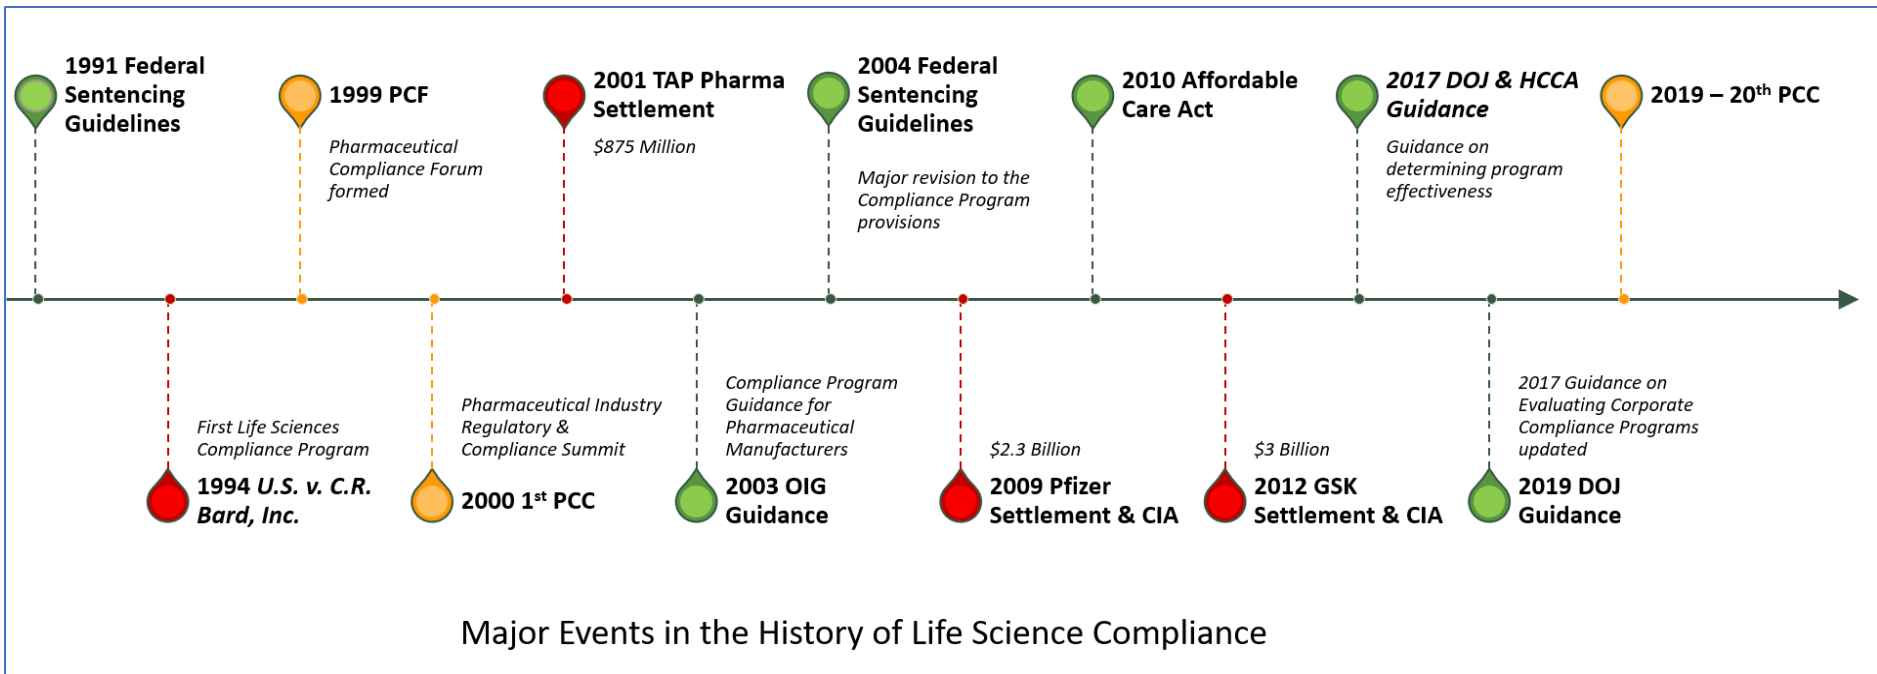 1991 Federal
Sentencing
Guidelines
1999 PCF
Pharmaceutical
Compliance Forum
formed
2001 TAP Pharma
Settlement
$875 Million
2004 Federal
Sentencing
Guidelines
Major revision to the
Compliance Program
provisions
2010 Affordable
Care Act
2017 DOJ & HCCA
Guidance
Guidance on
determining program
effectiveness
2019 – 20th PCC
First Life Sciences
Compliance Program
1994 U.S. v. C.R.
Bard, Inc.
Pharmaceutical Industry
Regulatory &
Compliance Summit
2000 1st PCC
Compliance Program
Guidance for
Pharmaceutical
Manufacturers
2003 OIG
Guidance
$2.3 Billion
2009 Pfizer
Settlement & CIA
$3 Billion
2012 GSK
Settlement & CIA
2017 Guidance on
Evaluating Corporate
Compliance Programs
updated
2019 DOJ
Guidance
Major Events in the History of Life Science Compliance